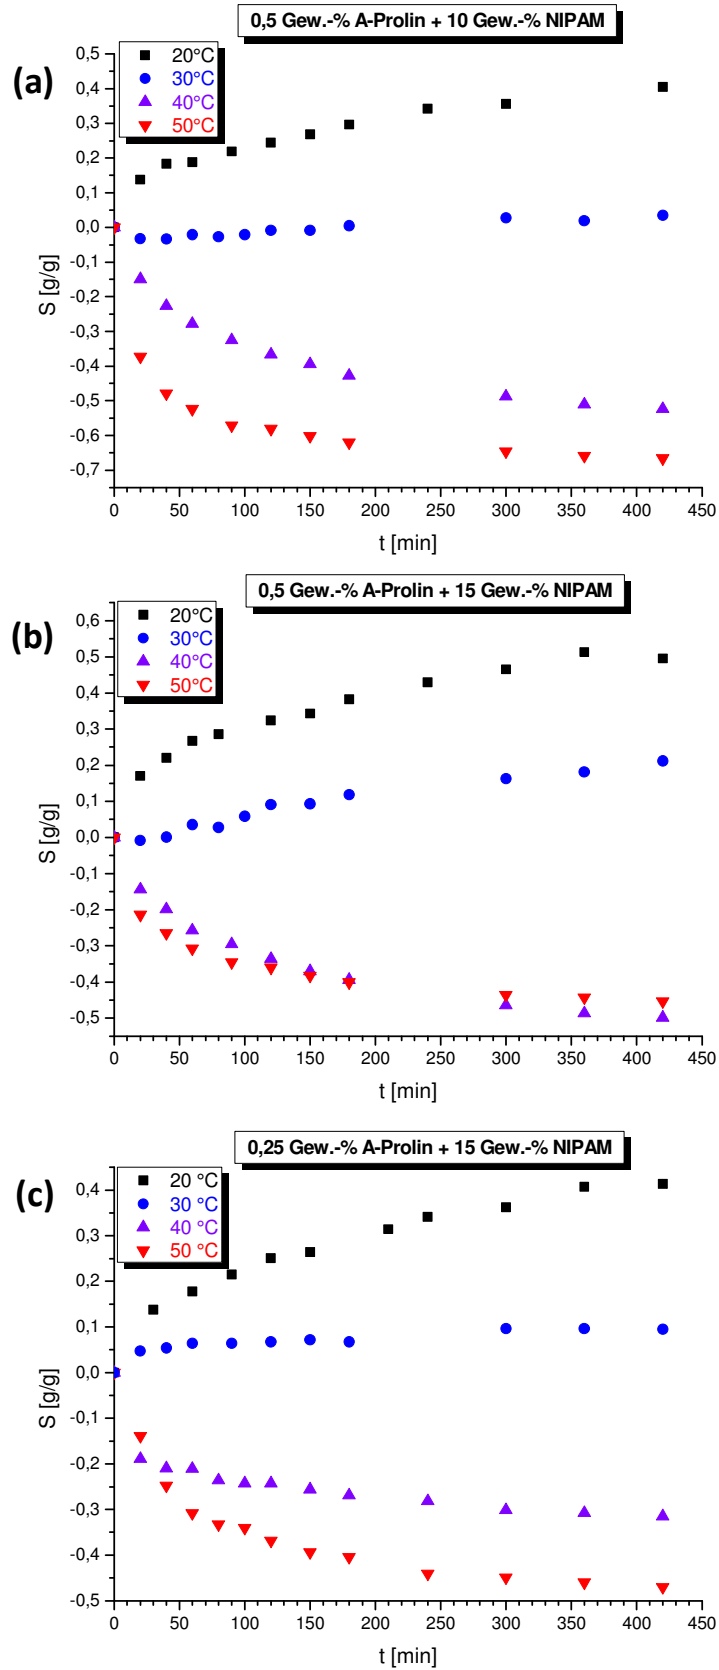 0,5 Gew.-% A-Prolin + 10 Gew.-% NIPAM
(a)
20°C
30°C
40°C
50°C
0,5
0,4
0,3
0,2
0,1
0,0
-0,1
-0,2
-0,3
-0,4
-0,5
-0,6
-0,7
S [g/g]
0 50 100 150 200 250 300 350 400 450
t [min]
0,5 Gew.-% A-Prolin + 15 Gew.-% NIPAM
(b)
20°C
30°C
40°C
50°C
0,6
0,5
0,4
0,3
0,2
0,1
0,0
-0,1
-0,2
-0,3
-0,4
-0,5
S [g/g]
0 50 100 150 200 250 300 350 400 450
t [min]
0,25 Gew.-% A-Prolin + 15 Gew.-% NIPAM
(c)
20 °C
30 °C
40 °C
50 °C
0,4
0,3
0,2
0,1
0,0
-0,1
-0,2
-0,3
-0,4
-0,5
S [g/g]
0 50 100 150 200 250 300 350 400 450
t [min]